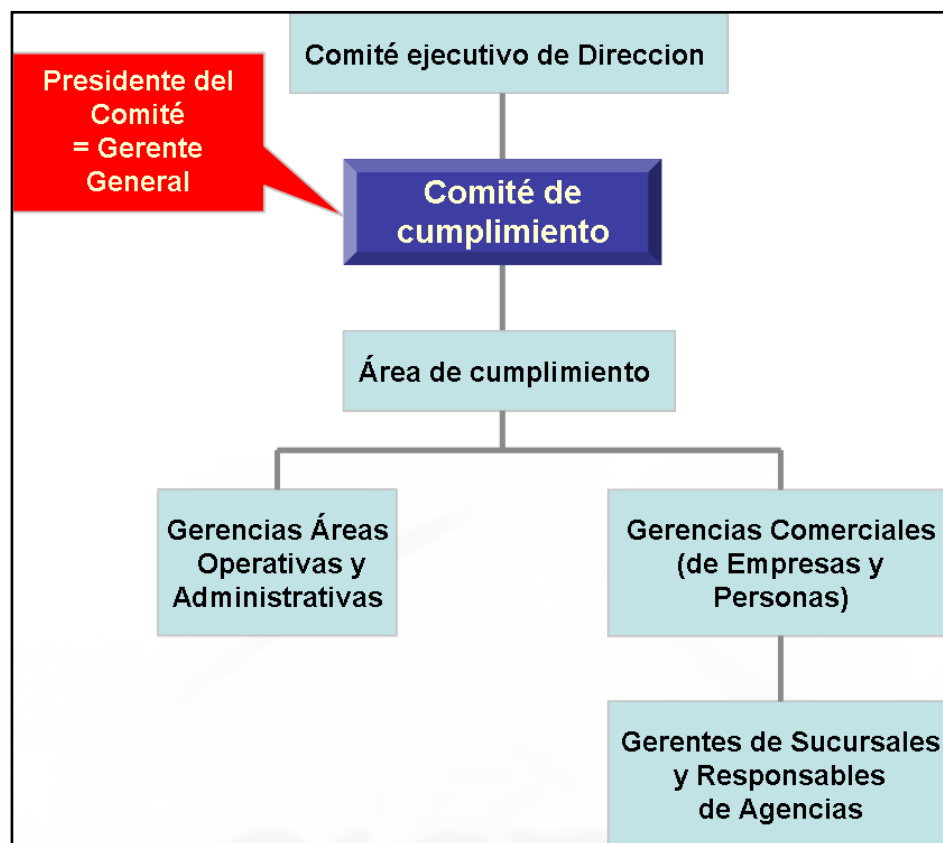 Comité ejecutivo de Direccion
Presidente del
Comité
= Gerente
General
Comité de
cumplimiento
Área de cumplimiento
Gerencias Áreas
Operativas y
Administrativas
Gerencias Comerciales
(de Empresas y
Personas)
Gerentes de Sucursales
y Responsables
de Agencias